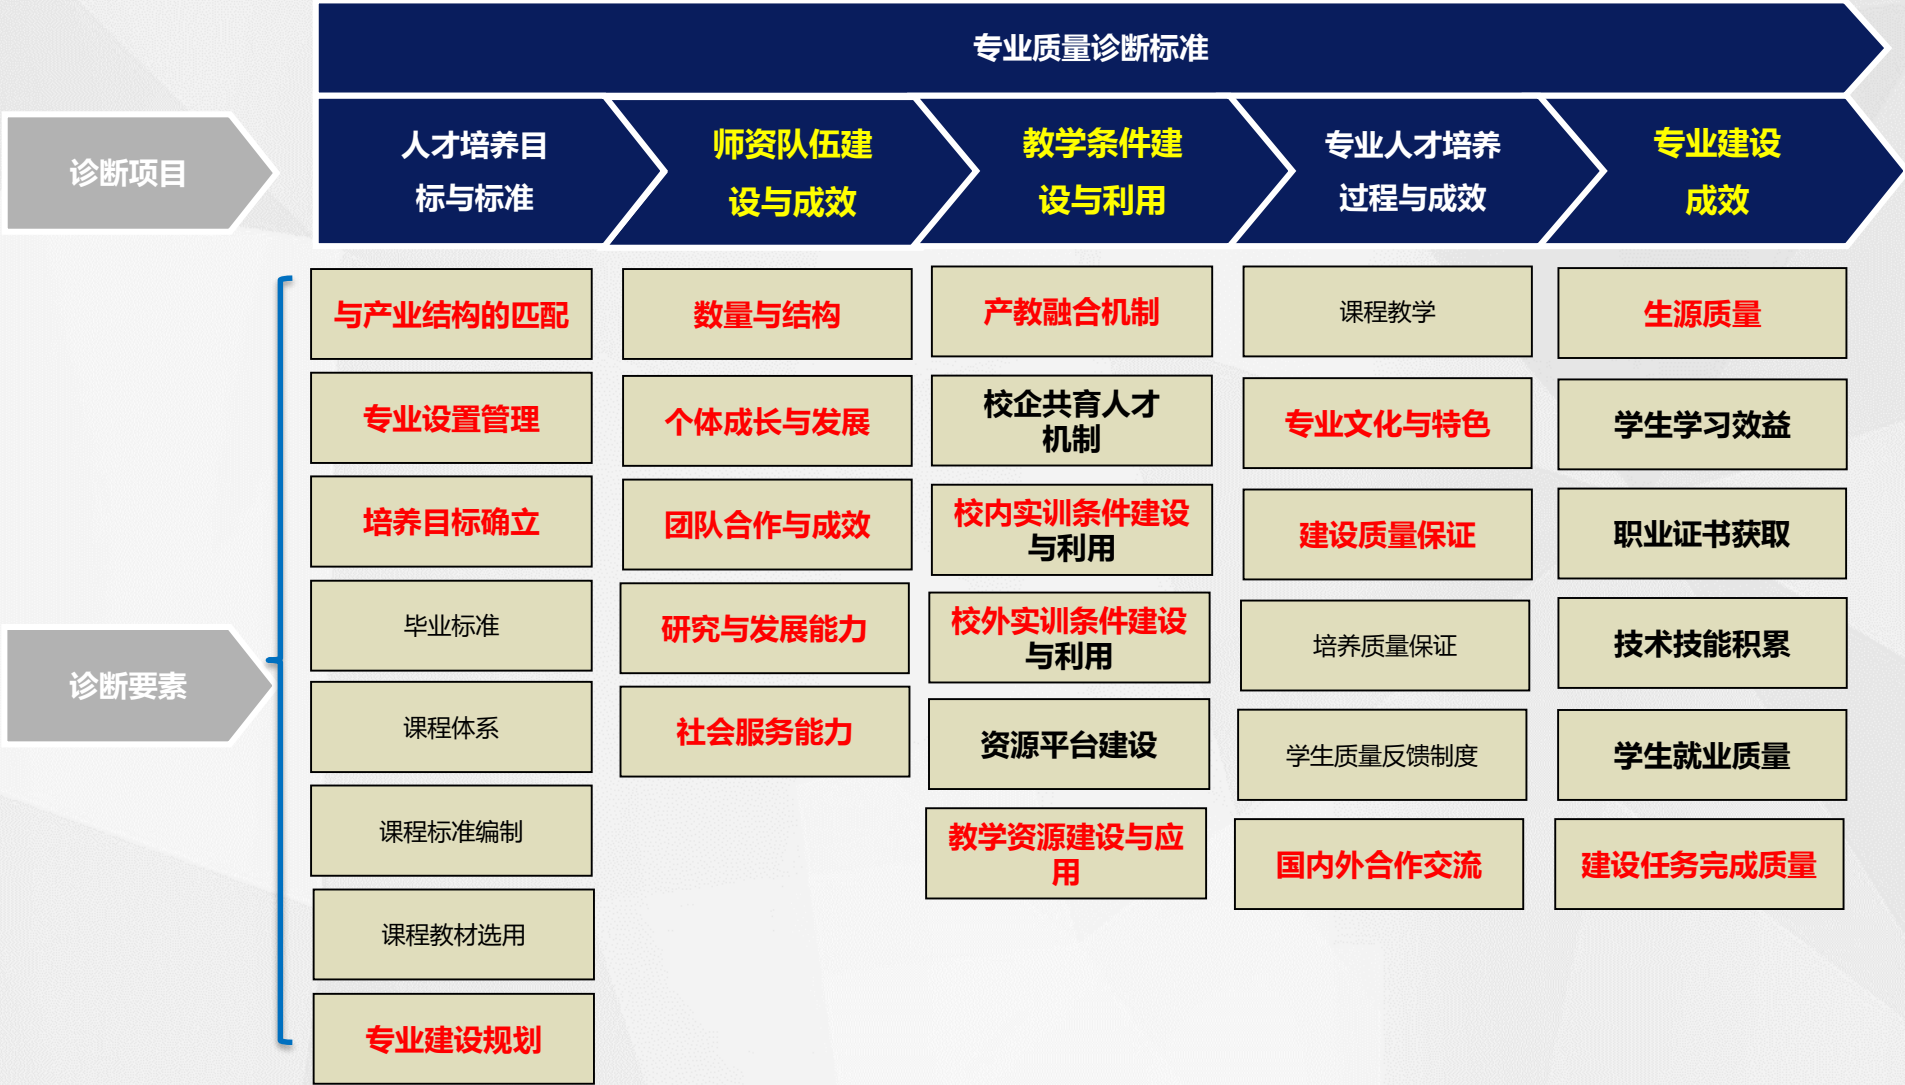 专业质量诊断标准
诊断项目
人才培养目
标与标准
师资队伍建
设与成效
教学条件建
设与利用
专业人才培养
过程与成效
专业建设
成效
诊断要素
与产业结构的匹配
专业设置管理
培养目标确立
毕业标准
课程体系
课程标准编制
课程教材选用
专业建设规划
数量与结构
个体成长与发展
团队合作与成效
研究与发展能力
社会服务能力
产教融合机制
校企共育人才
机制
校内实训条件建设
与利用
校外实训条件建设
与利用
资源平台建设
教学资源建设与应
用
课程教学
专业文化与特色
建设质量保证
培养质量保证
学生质量反馈制度
国内外合作交流
生源质量
学生学习效益
职业证书获取
技术技能积累
学生就业质量
建设任务完成质量